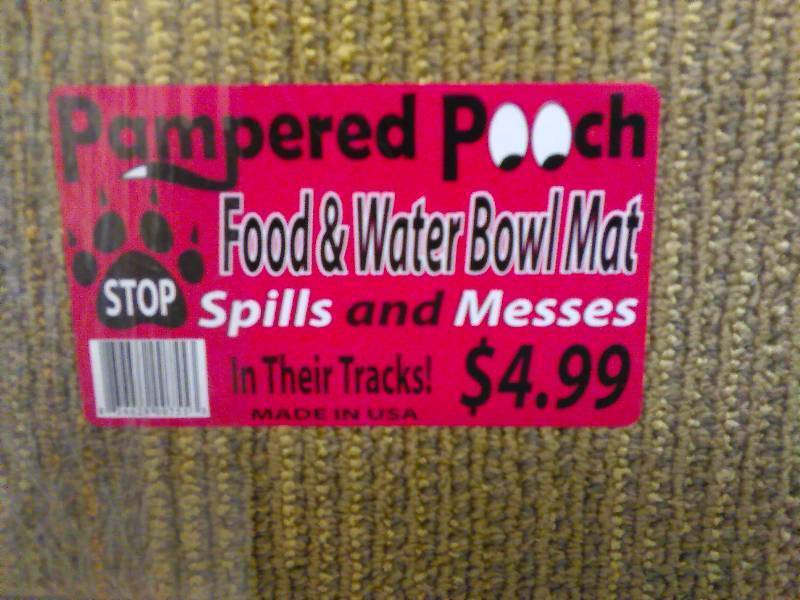 Pampered Pooch
Food & Water Bowl Mat
STOP
Spills and Messes
In Their Tracks!
$4.99
MADE IN USA